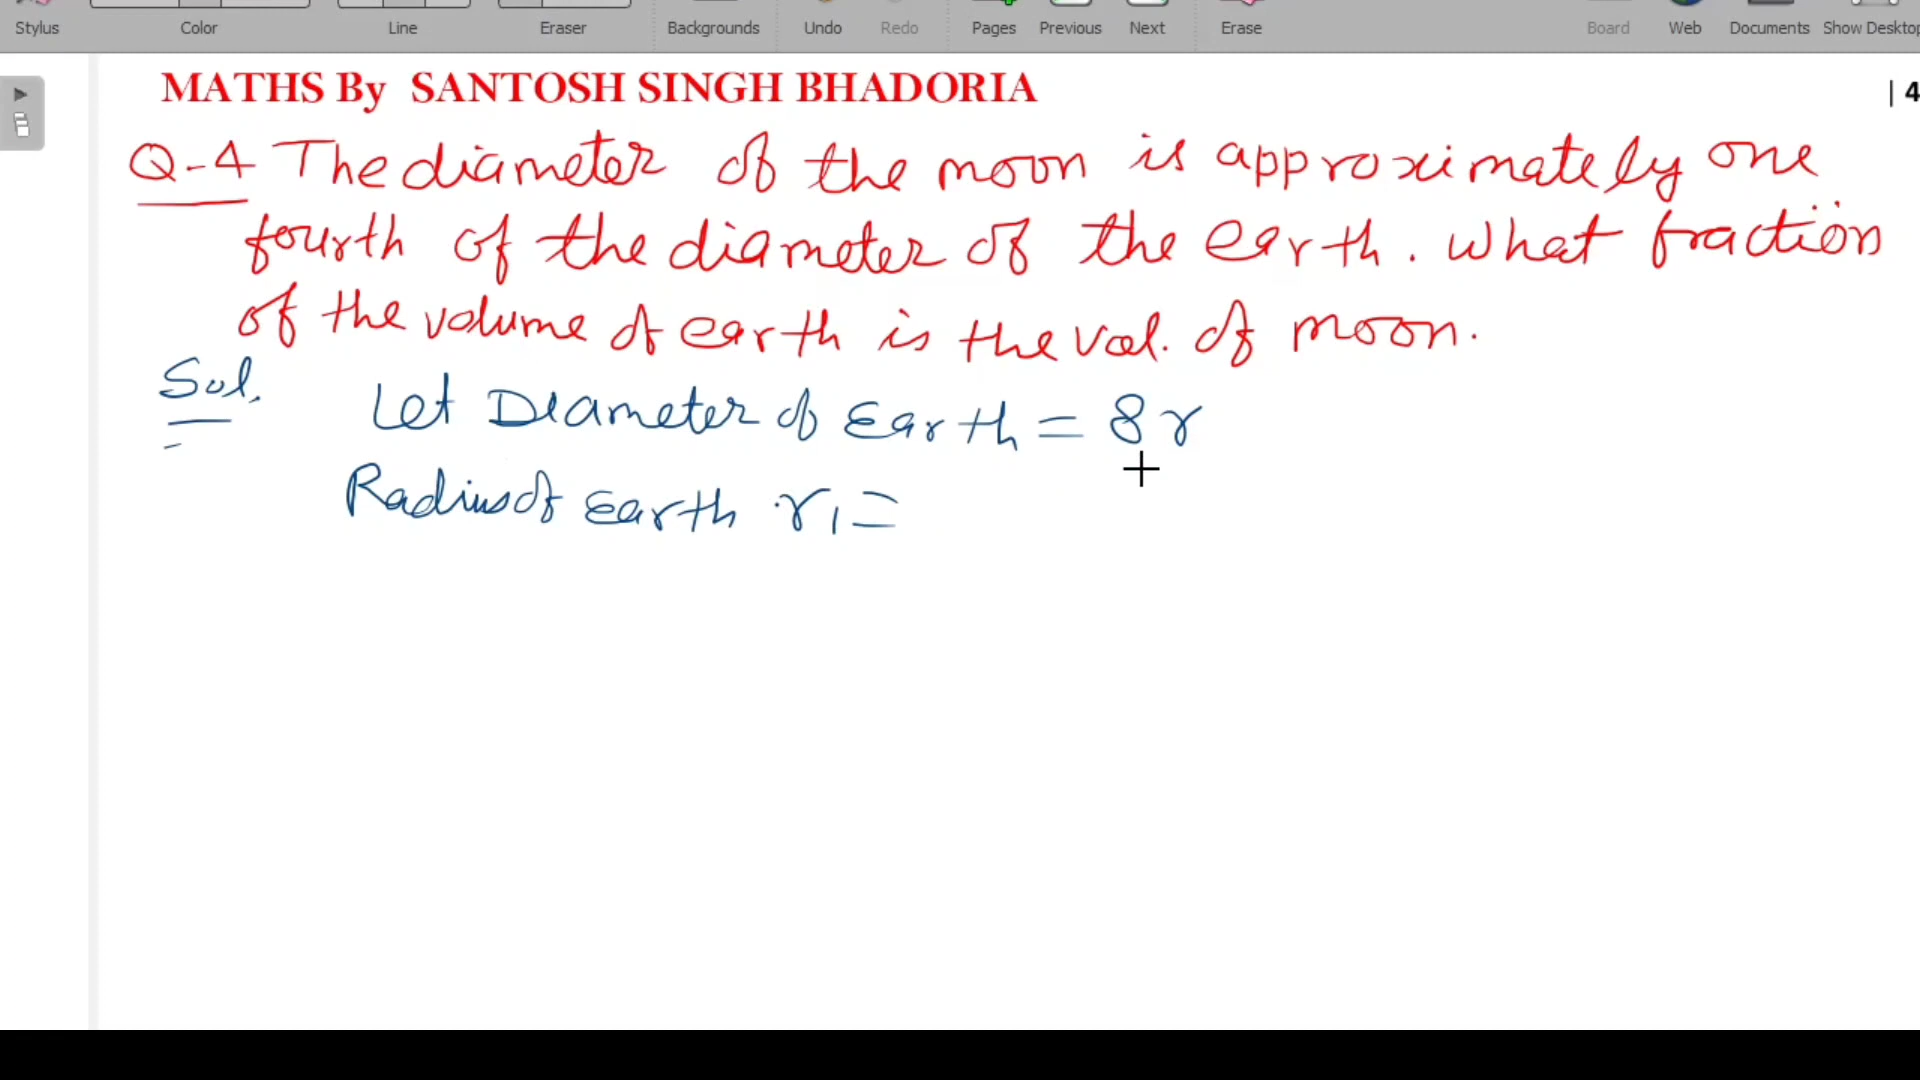 Stylus Color Line Eraser Backgrounds Undo Redo Pages Previous Next Erase Board Web Documents Show Desktop
MATHS By SANTOSH SINGH BHADORIA | 4
Q-4 The diameter of the moon is approximately one
fourth of the diameter of the earth. What fraction
of the volume of earth is the vol. of moon.
Sol.
Let Diameter of Earth = 8r
Radius of Earth r1 =